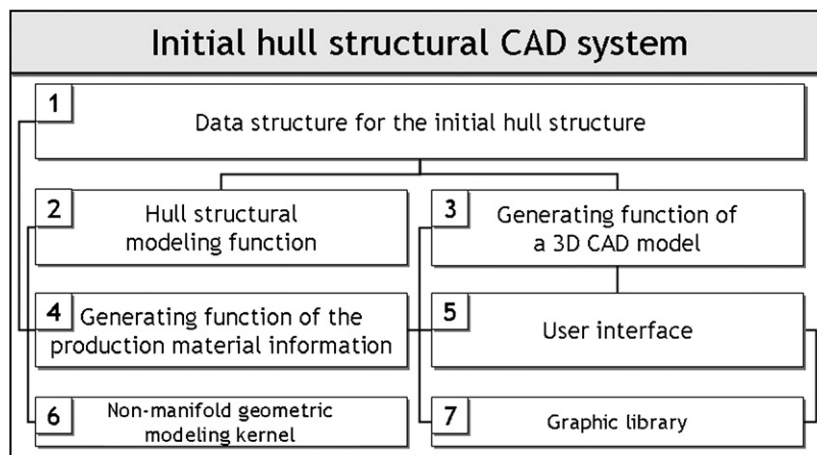 Initial hull structural CAD system
1
Data structure for the initial hull structure
2
Hull structural
modeling function
3
Generating function of
a 3D CAD model
4
Generating function of the
production material information
5
User interface
6
Non-manifold geometric
modeling kernel
7
Graphic library